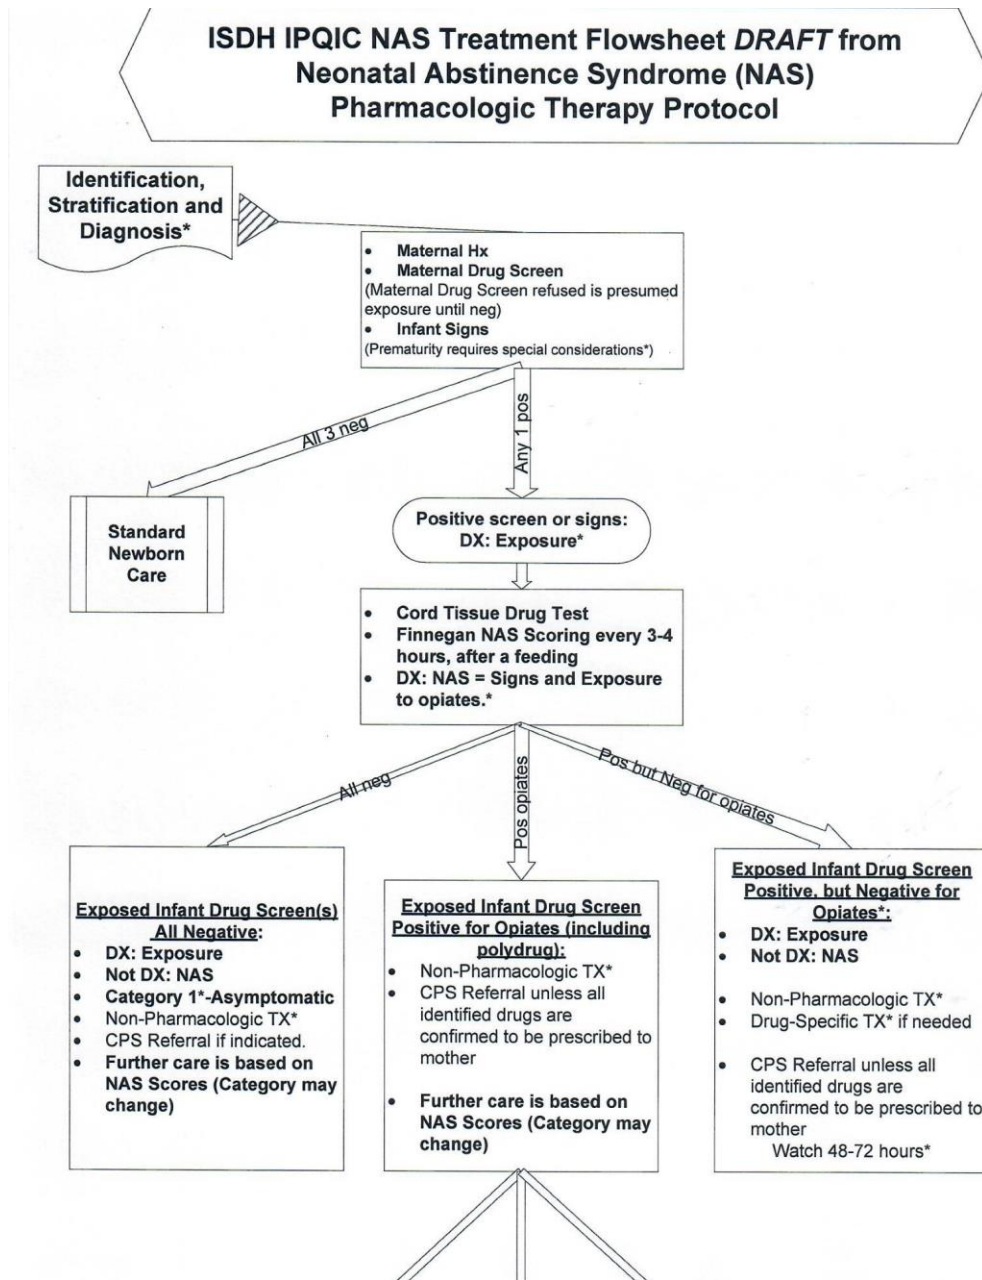 ISDH IPQIC NAS Treatment Flowsheet DRAFT from
Neonatal Abstinence Syndrome (NAS)
Pharmacologic Therapy Protocol
Identification,
Stratification and
Diagnosis*
• Maternal Hx
• Maternal Drug Screen
(Maternal Drug Screen refused is presumed
exposure until neg)
• Infant Signs
(Prematurity requires special considerations*)
All 3 neg
Any 1 pos
Standard
Newborn
Care
Positive screen or signs:
DX: Exposure*
• Cord Tissue Drug Test
• Finnegan NAS Scoring every 3-4
hours, after a feeding
• DX: NAS = Signs and Exposure
to opiates.*
All neg
Pos opiates
Pos but Neg for opiates
Exposed Infant Drug Screen(s)
All Negative:
• DX: Exposure
• Not DX: NAS
• Category 1*-Asymptomatic
• Non-Pharmacologic TX*
• CPS Referral if indicated.
• Further care is based on
NAS Scores (Category may
change)
Exposed Infant Drug Screen
Positive for Opiates (including
polydrug):
• Non-Pharmacologic TX*
• CPS Referral unless all
identified drugs are
confirmed to be prescribed to
mother
• Further care is based on
NAS Scores (Category may
change)
Exposed Infant Drug Screen
Positive, but Negative for
Opiates*:
• DX: Exposure
• Not DX: NAS
• Non-Pharmacologic TX*
• Drug-Specific TX* if needed
• CPS Referral unless all
identified drugs are
confirmed to be prescribed to
mother
Watch 48-72 hours*